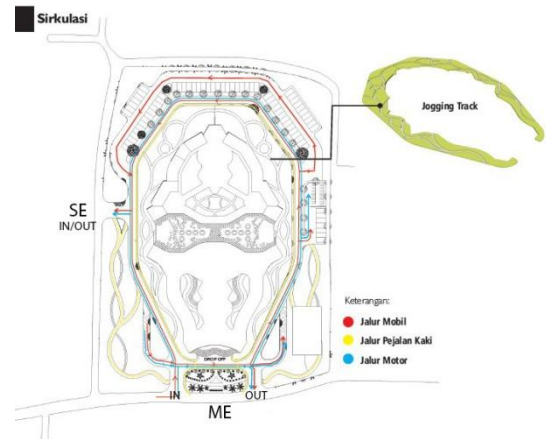 Sirkulasi
Jogging Track
SE
IN/OUT
Keterangan:
Jalur Mobil
Jalur Pejalan Kaki
Jalur Motor
DROP OFF
IN
OUT
ME